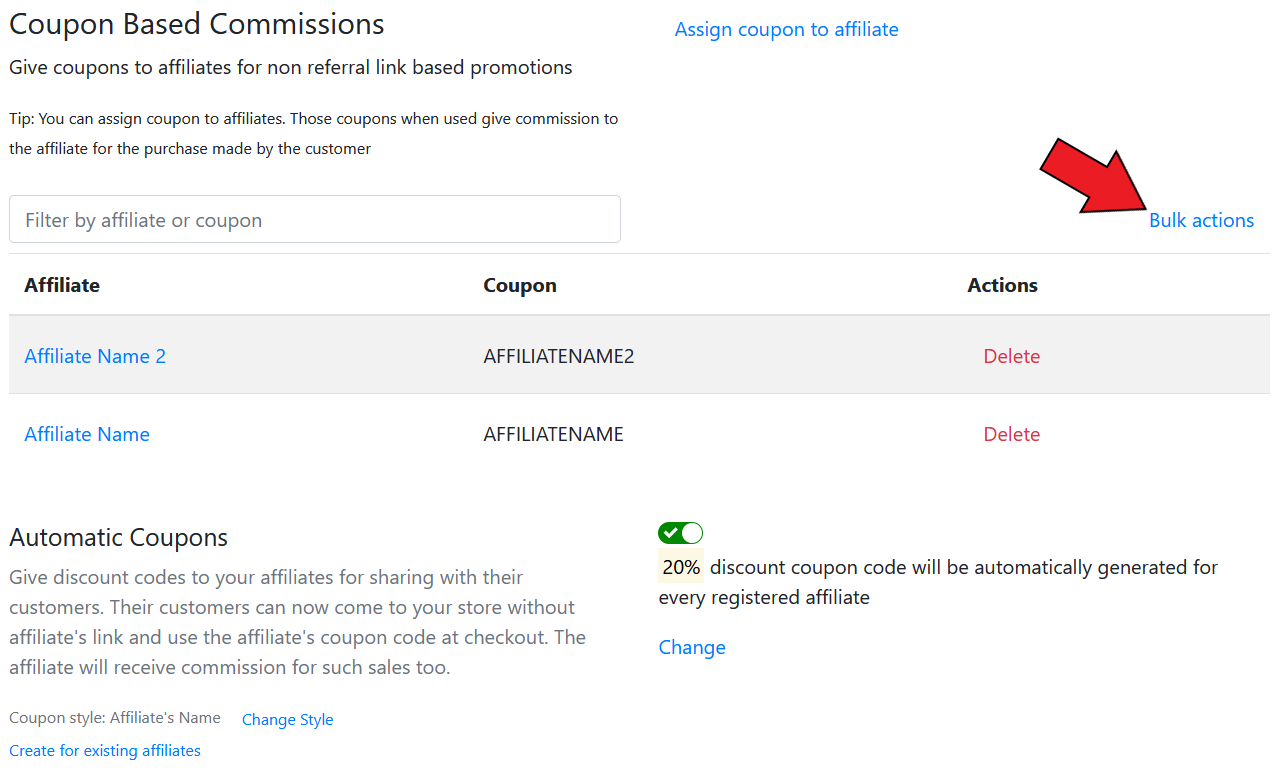 Coupon Based Commissions
Assign coupon to affiliate
Give coupons to affiliates for non referral link based promotions
Tip: You can assign coupon to affiliates. Those coupons when used give commission to
the affiliate for the purchase made by the customer
Filter by affiliate or coupon
Bulk actions
Affiliate Coupon Actions
Affiliate Name 2 AFFILIATENAME2 Delete
Affiliate Name AFFILIATENAME Delete
Automatic Coupons
Give discount codes to your affiliates for sharing with their
customers. Their customers can now come to your store without
affiliate's link and use the affiliate's coupon code at checkout. The
affiliate will receive commission for such sales too.
Coupon style: Affiliate's Name Change Style
Create for existing affiliates
20% discount coupon code will be automatically generated for
every registered affiliate
Change